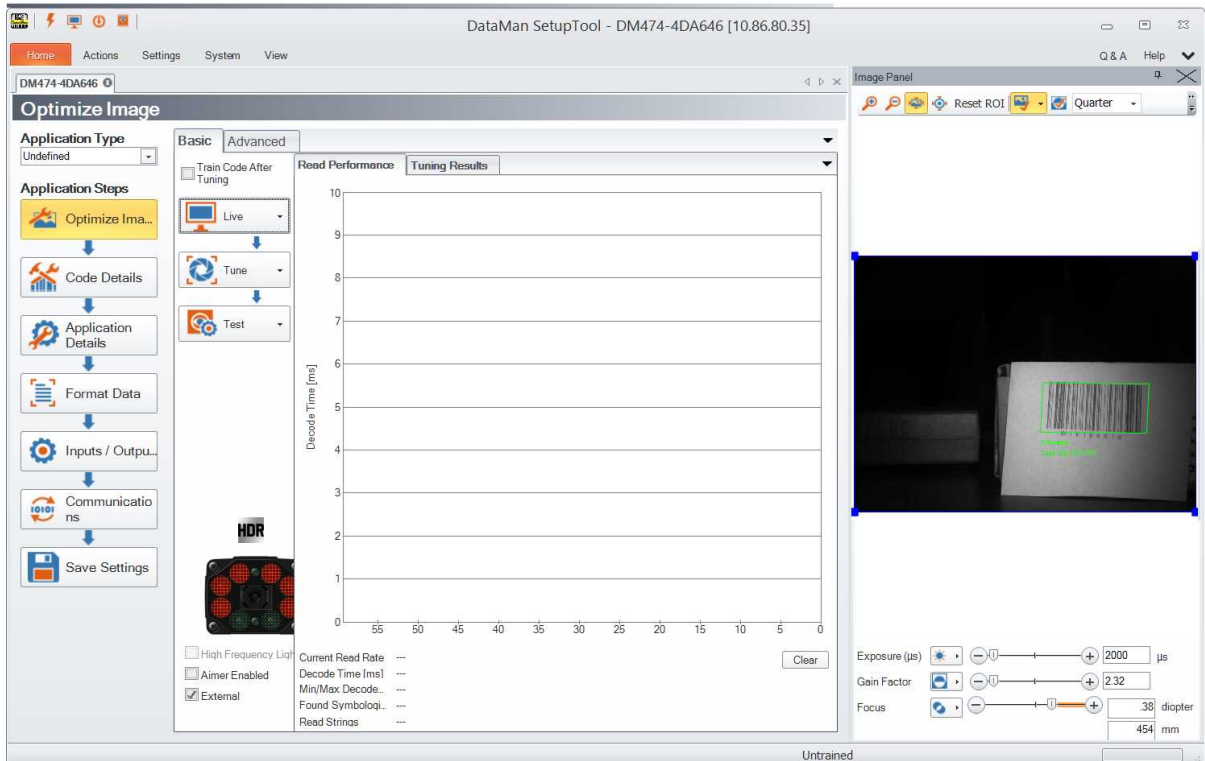 DataMan SetupTool - DM474-4DA646 [10.86.80.35]
Home Actions Settings System View Q & A Help
DM474-4DA646
Image Panel
Optimize Image
Reset ROI Quarter
Application Type
Undefined
Application Steps
Optimize Ima...
Code Details
Application
Details
Format Data
Inputs / Outpu...
Communicatio
ns
Save Settings
Basic Advanced
Train Code After
Tuning
Live
Tune
Test
HDR
High Frequency Ligh
Aimer Enabled
External
Read Performance Tuning Results
Decode Time [ms]
10
9
8
7
6
5
4
3
2
1
0
55 50 45 40 35 30 25 20 15 10 5 0
Current Read Rate ---
Decode Time [ms] ---
Min/Max Decode... ---
Found Symbologi... ---
Read Strings ---
Clear
WIKIPEDIA
Exposure (µs) 2000 µs
Gain Factor 2.32
Focus .38 diopter
454 mm
Untrained